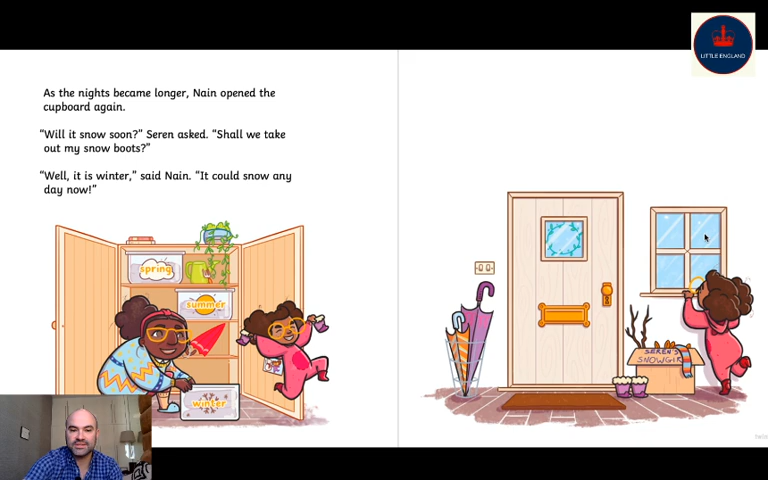 LITTLE ENGLAND
As the nights became longer, Nain opened the
cupboard again.
“Will it snow soon?” Seren asked. “Shall we take
out my snow boots?”
“Well, it is winter,” said Nain. “It could snow any
day now!”
spring
summer
winter
SEREN'S